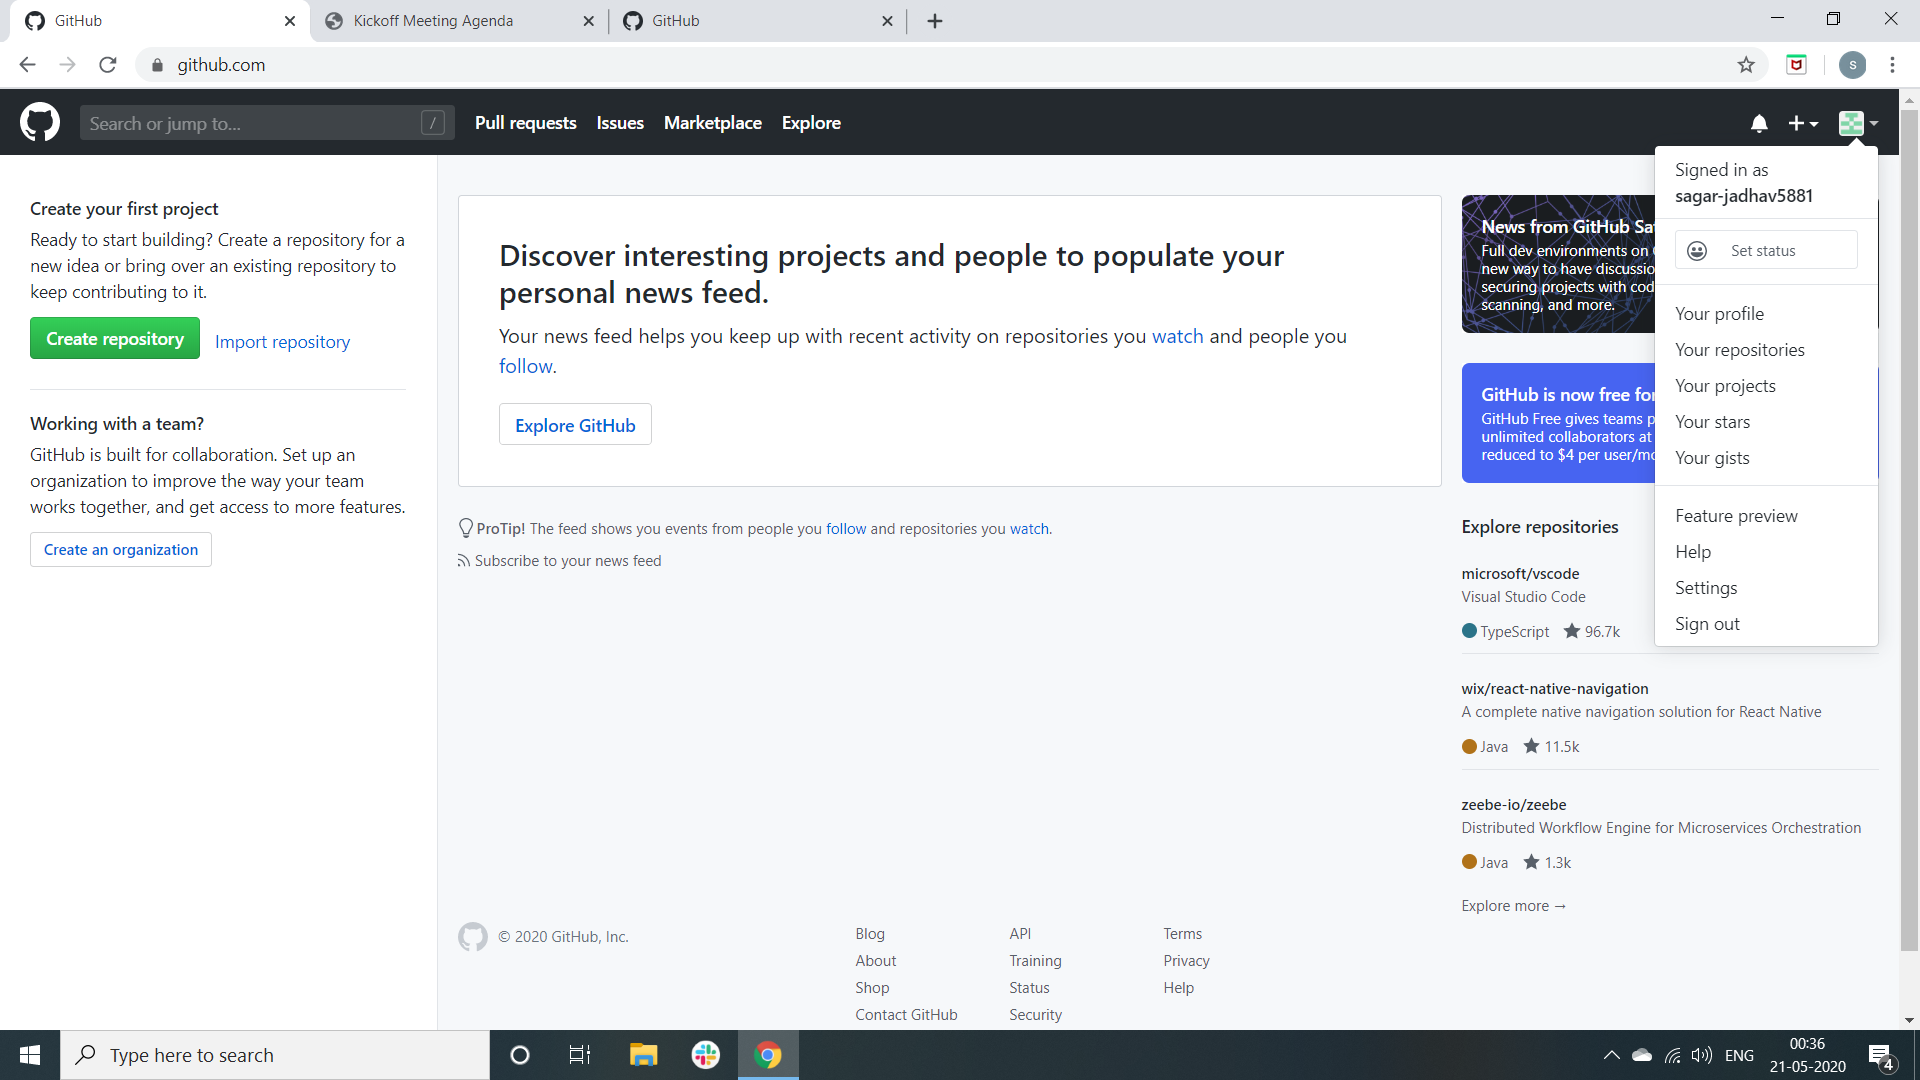 GitHub
Kickoff Meeting Agenda
GitHub
github.com
s
Search or jump to...
/
Pull requests
Issues
Marketplace
Explore
Create your first project
Ready to start building? Create a repository for a
new idea or bring over an existing repository to
keep contributing to it.
Create repository
Import repository
Working with a team?
GitHub is built for collaboration. Set up an
organization to improve the way your team
works together, and get access to more features.
Create an organization
Discover interesting projects and people to populate your
personal news feed.
Your news feed helps you keep up with recent activity on repositories you watch and people you
follow.
Explore GitHub
ProTip! The feed shows you events from people you follow and repositories you watch.
Subscribe to your news feed
News from GitHub Sa
Full dev environments on
new way to have discussio
securing projects with cod
scanning, and more.
GitHub is now free for
GitHub Free gives teams p
unlimited collaborators at
reduced to $4 per user/mo
Explore repositories
microsoft/vscode
Visual Studio Code
TypeScript
96.7k
wix/react-native-navigation
A complete native navigation solution for React Native
Java
11.5k
zeebe-io/zeebe
Distributed Workflow Engine for Microservices Orchestration
Java
1.3k
Explore more →
Signed in as
sagar-jadhav5881
Set status
Your profile
Your repositories
Your projects
Your stars
Your gists
Feature preview
Help
Settings
Sign out
© 2020 GitHub, Inc.
Blog
About
Shop
Contact GitHub
API
Training
Status
Security
Terms
Privacy
Help
Type here to search
ENG
00:36
21-05-2020
4